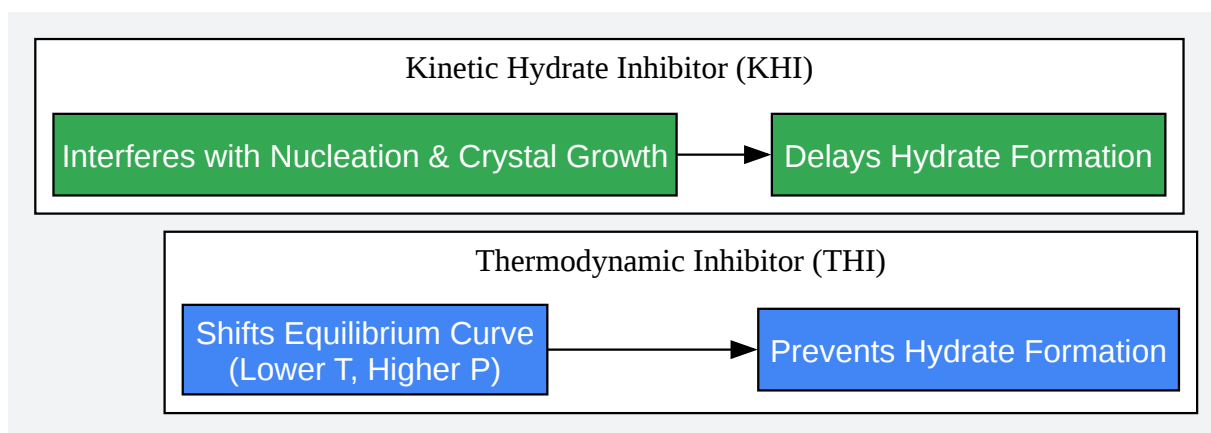 Kinetic Hydrate Inhibitor (KHI)
Interferes with Nucleation & Crystal Growth
Delays Hydrate Formation
Thermodynamic Inhibitor (THI)
Shifts Equilibrium Curve
(Lower T, Higher P)
Prevents Hydrate Formation